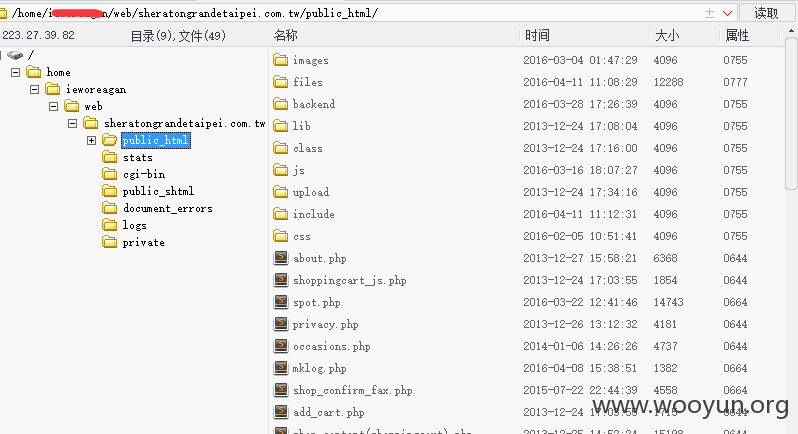 /home/i /web/sheratongrandetaipei.com.tw/public_html/ 读取
223.27.39.82 目录(9),文件(49) 名称 时间 大小 属性
/ images 2016-03-04 01:47:29 4096 0755
home files 2016-04-11 11:08:29 12288 0777
ieworeagan backend 2016-03-28 17:26:39 4096 0755
web lib 2013-12-24 17:08:04 4096 0755
sheratongrandetaipei.com.tw class 2013-12-24 17:04:00 4096 0755
public_html js 2016-03-16 18:07:27 4096 0755
stats upload 2013-12-24 17:34:16 4096 0755
cgi-bin include 2016-04-11 11:12:31 4096 0755
public_shtml css 2016-02-05 10:51:41 4096 0755
document_errors about.php 2013-12-27 15:58:21 6368 0644
logs shoppingcart_js.php 2013-12-24 17:03:55 1854 0644
private spot.php 2016-03-22 12:41:46 14743 0664
privacy.php 2013-12-26 13:12:32 4181 0644
occasions.php 2014-01-06 14:26:26 4737 0644
mklog.php 2016-04-08 15:38:51 1382 0664
shop_confirm_fax.php 2015-07-22 22:44:39 4558 0664
add_cart.php 2013-12-24
www.wooyun.org